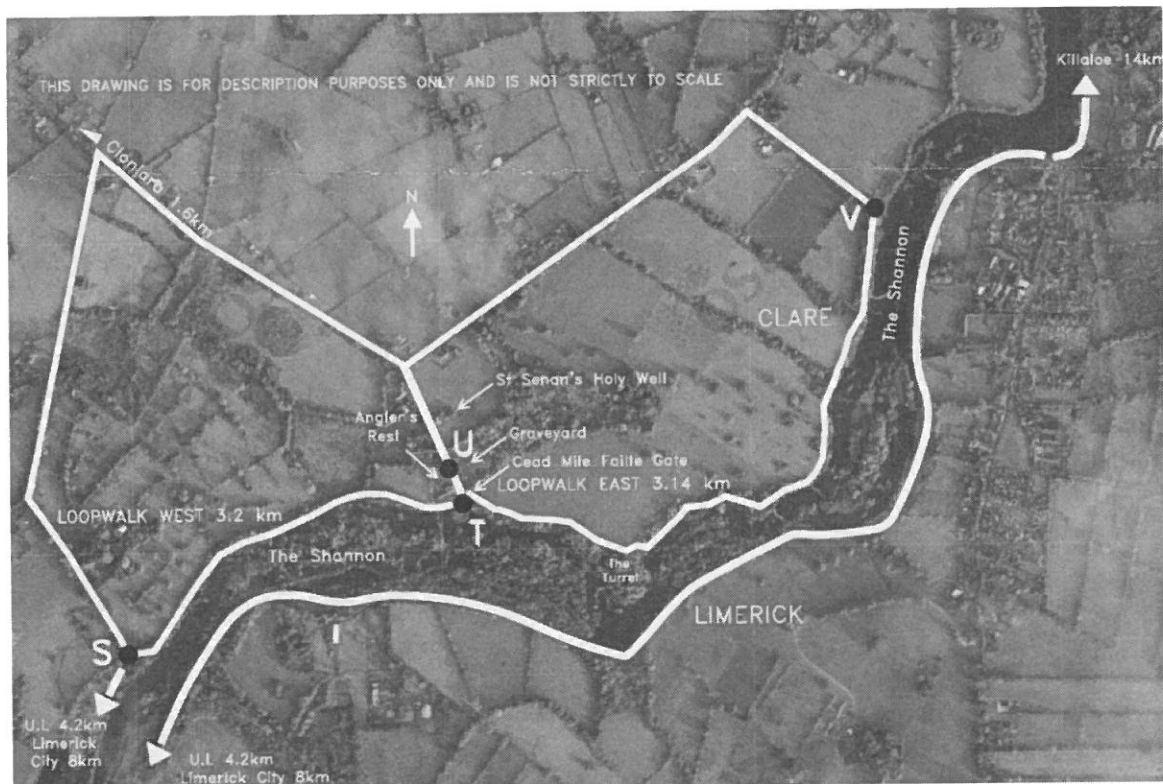 THIS DRAWING IS FOR DESCRIPTION PURPOSES ONLY AND IS NOT STRICTLY TO SCALE
Killaloe 14km
Clonlara 1.6km
N
V
The Shannon
CLARE
St Senan's Holy Well
Angler's
Rest
U
Graveyard
Cead Mile Failte Gate
LOOPWALK EAST 3.14 km
LOOPWALK WEST 3.2 km
T
The Shannon
The
Turret
LIMERICK
S
U.L 4.2km
Limerick
City 8km
U.L 4.2km
Limerick City 8km